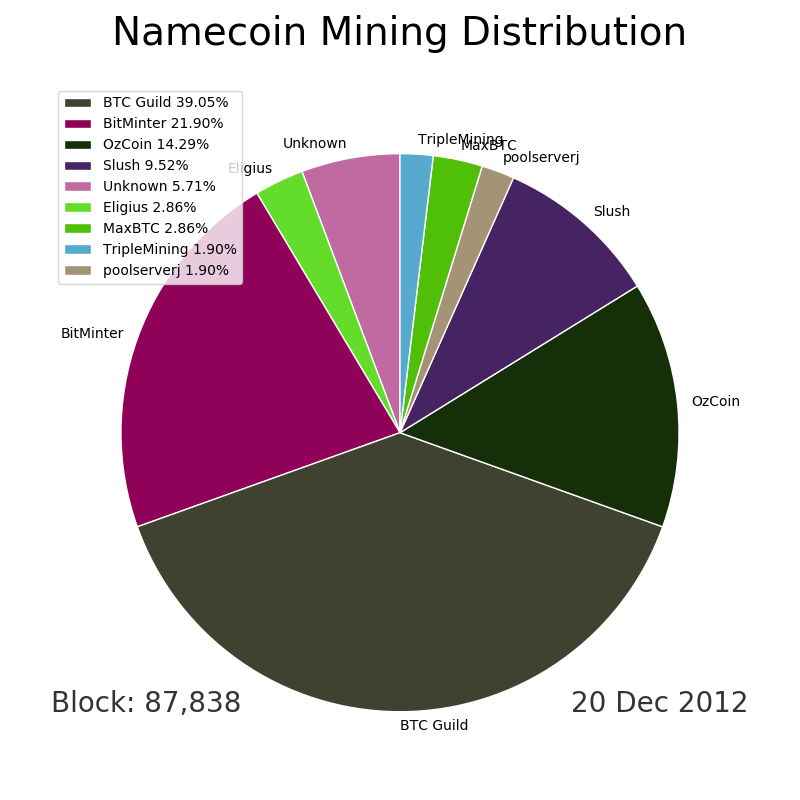 Namecoin Mining Distribution
BTC Guild 39.05%
BitMinter 21.90%
OzCoin 14.29%
Slush 9.52%
Unknown 5.71%
Eligius 2.86%
MaxBTC 2.86%
TripleMining 1.90%
poolserverj 1.90%
TripleMining
MaxBTC
poolserverj
Unknown
Eligius
Slush
BitMinter
OzCoin
Block: 87,838
20 Dec 2012
BTC Guild